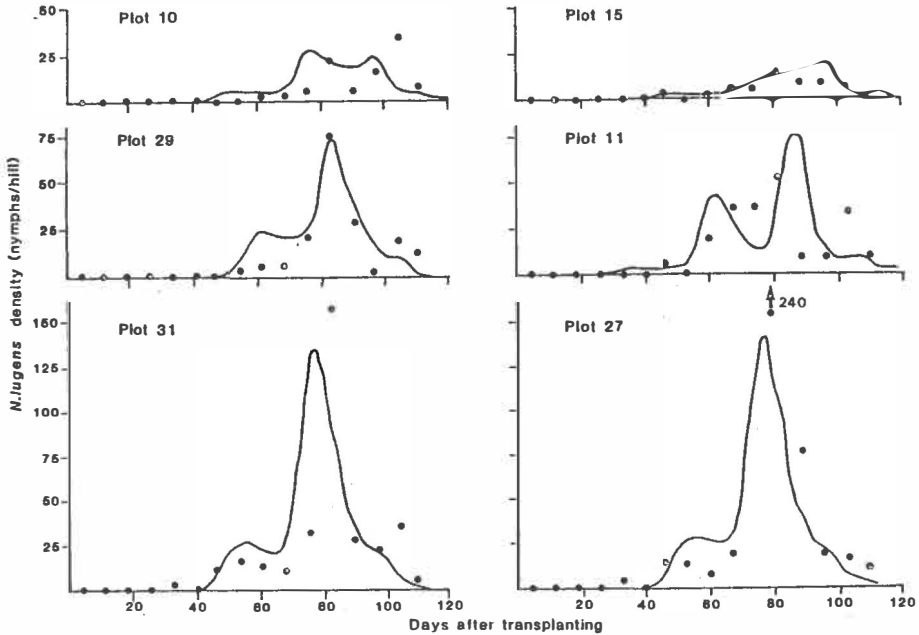 50
25
Plot 10
Plot 15
75
50
25
Plot 29
Plot 11
N.lugens density (nymphs/hill)
150
125
100
75
50
25
Plot 31
240
Plot 27
0 20 40 60 80 100 120
0 20 40 60 80 100 120
Days after transplanting